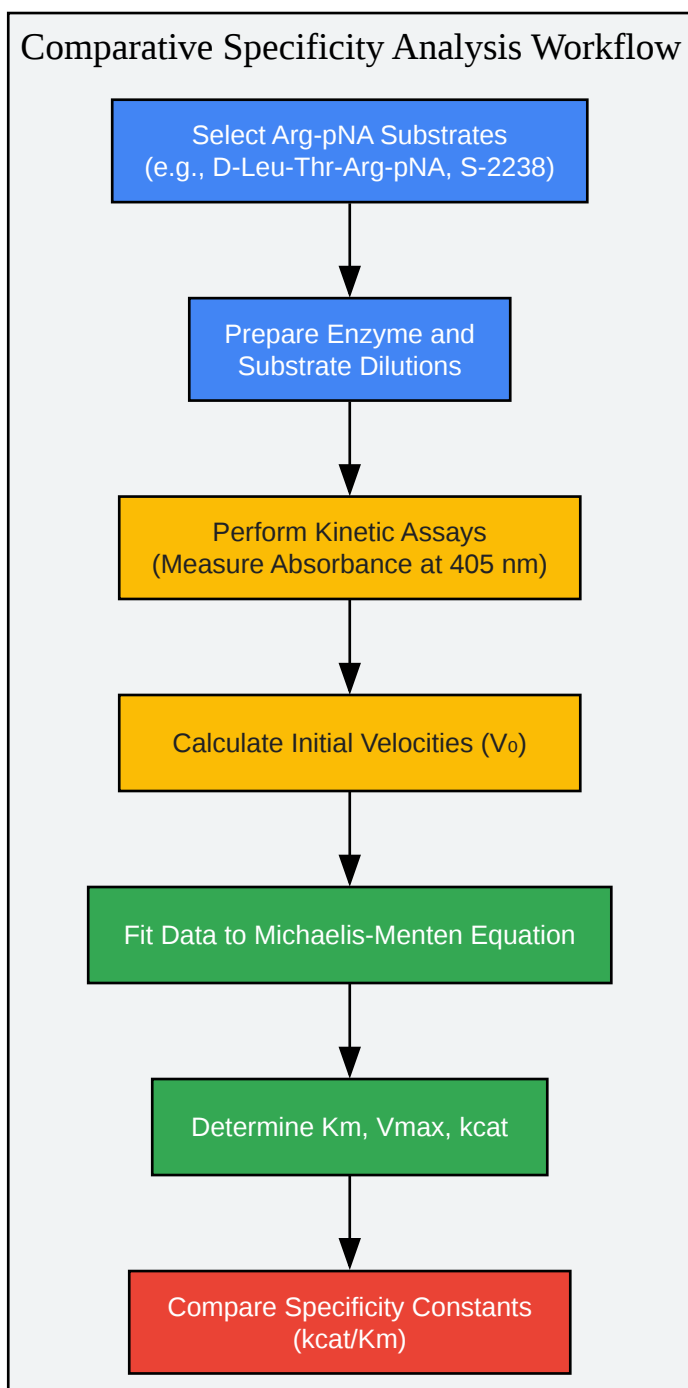 Comparative Specificity Analysis Workflow
Select Arg-pNA Substrates
(e.g., D-Leu-Thr-Arg-pNA, S-2238)
Prepare Enzyme and
Substrate Dilutions
Perform Kinetic Assays
(Measure Absorbance at 405 nm)
Calculate Initial Velocities (V₀)
Fit Data to Michaelis-Menten Equation
Determine Km, Vmax, kcat
Compare Specificity Constants
(kcat/Km)